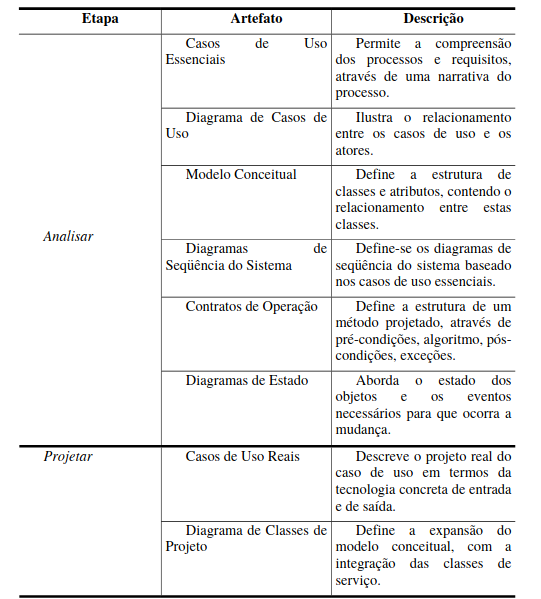 Etapa Artefato Descrição
Casos de Uso
Essenciais
Permite a compreensão
dos processos e requisitos,
através de uma narrativa do
processo.
Diagrama de Casos de
Uso
Ilustra o relacionamento
entre os casos de uso e os
atores.
Modelo Conceitual
Define a estrutura de
classes e atributos, contendo o
relacionamento entre estas
classes.
Analisar
Diagramas de
Seqüência do Sistema
Define-se os diagramas de
seqüência do sistema baseado
nos casos de uso essenciais.
Contratos de Operação
Define a estrutura de um
método projetado, através de
pré-condições, algoritmo, pós-
condições, exceções.
Diagramas de Estado
Aborda o estado dos
objetos e os eventos
necessários para que ocorra a
mudança.
Projetar
Casos de Uso Reais
Descreve o projeto real do
caso de uso em termos da
tecnologia concreta de entrada
e de saída.
Diagrama de Classes de
Projeto
Define a expansão do
modelo conceitual, com a
integração das classes de
serviço.